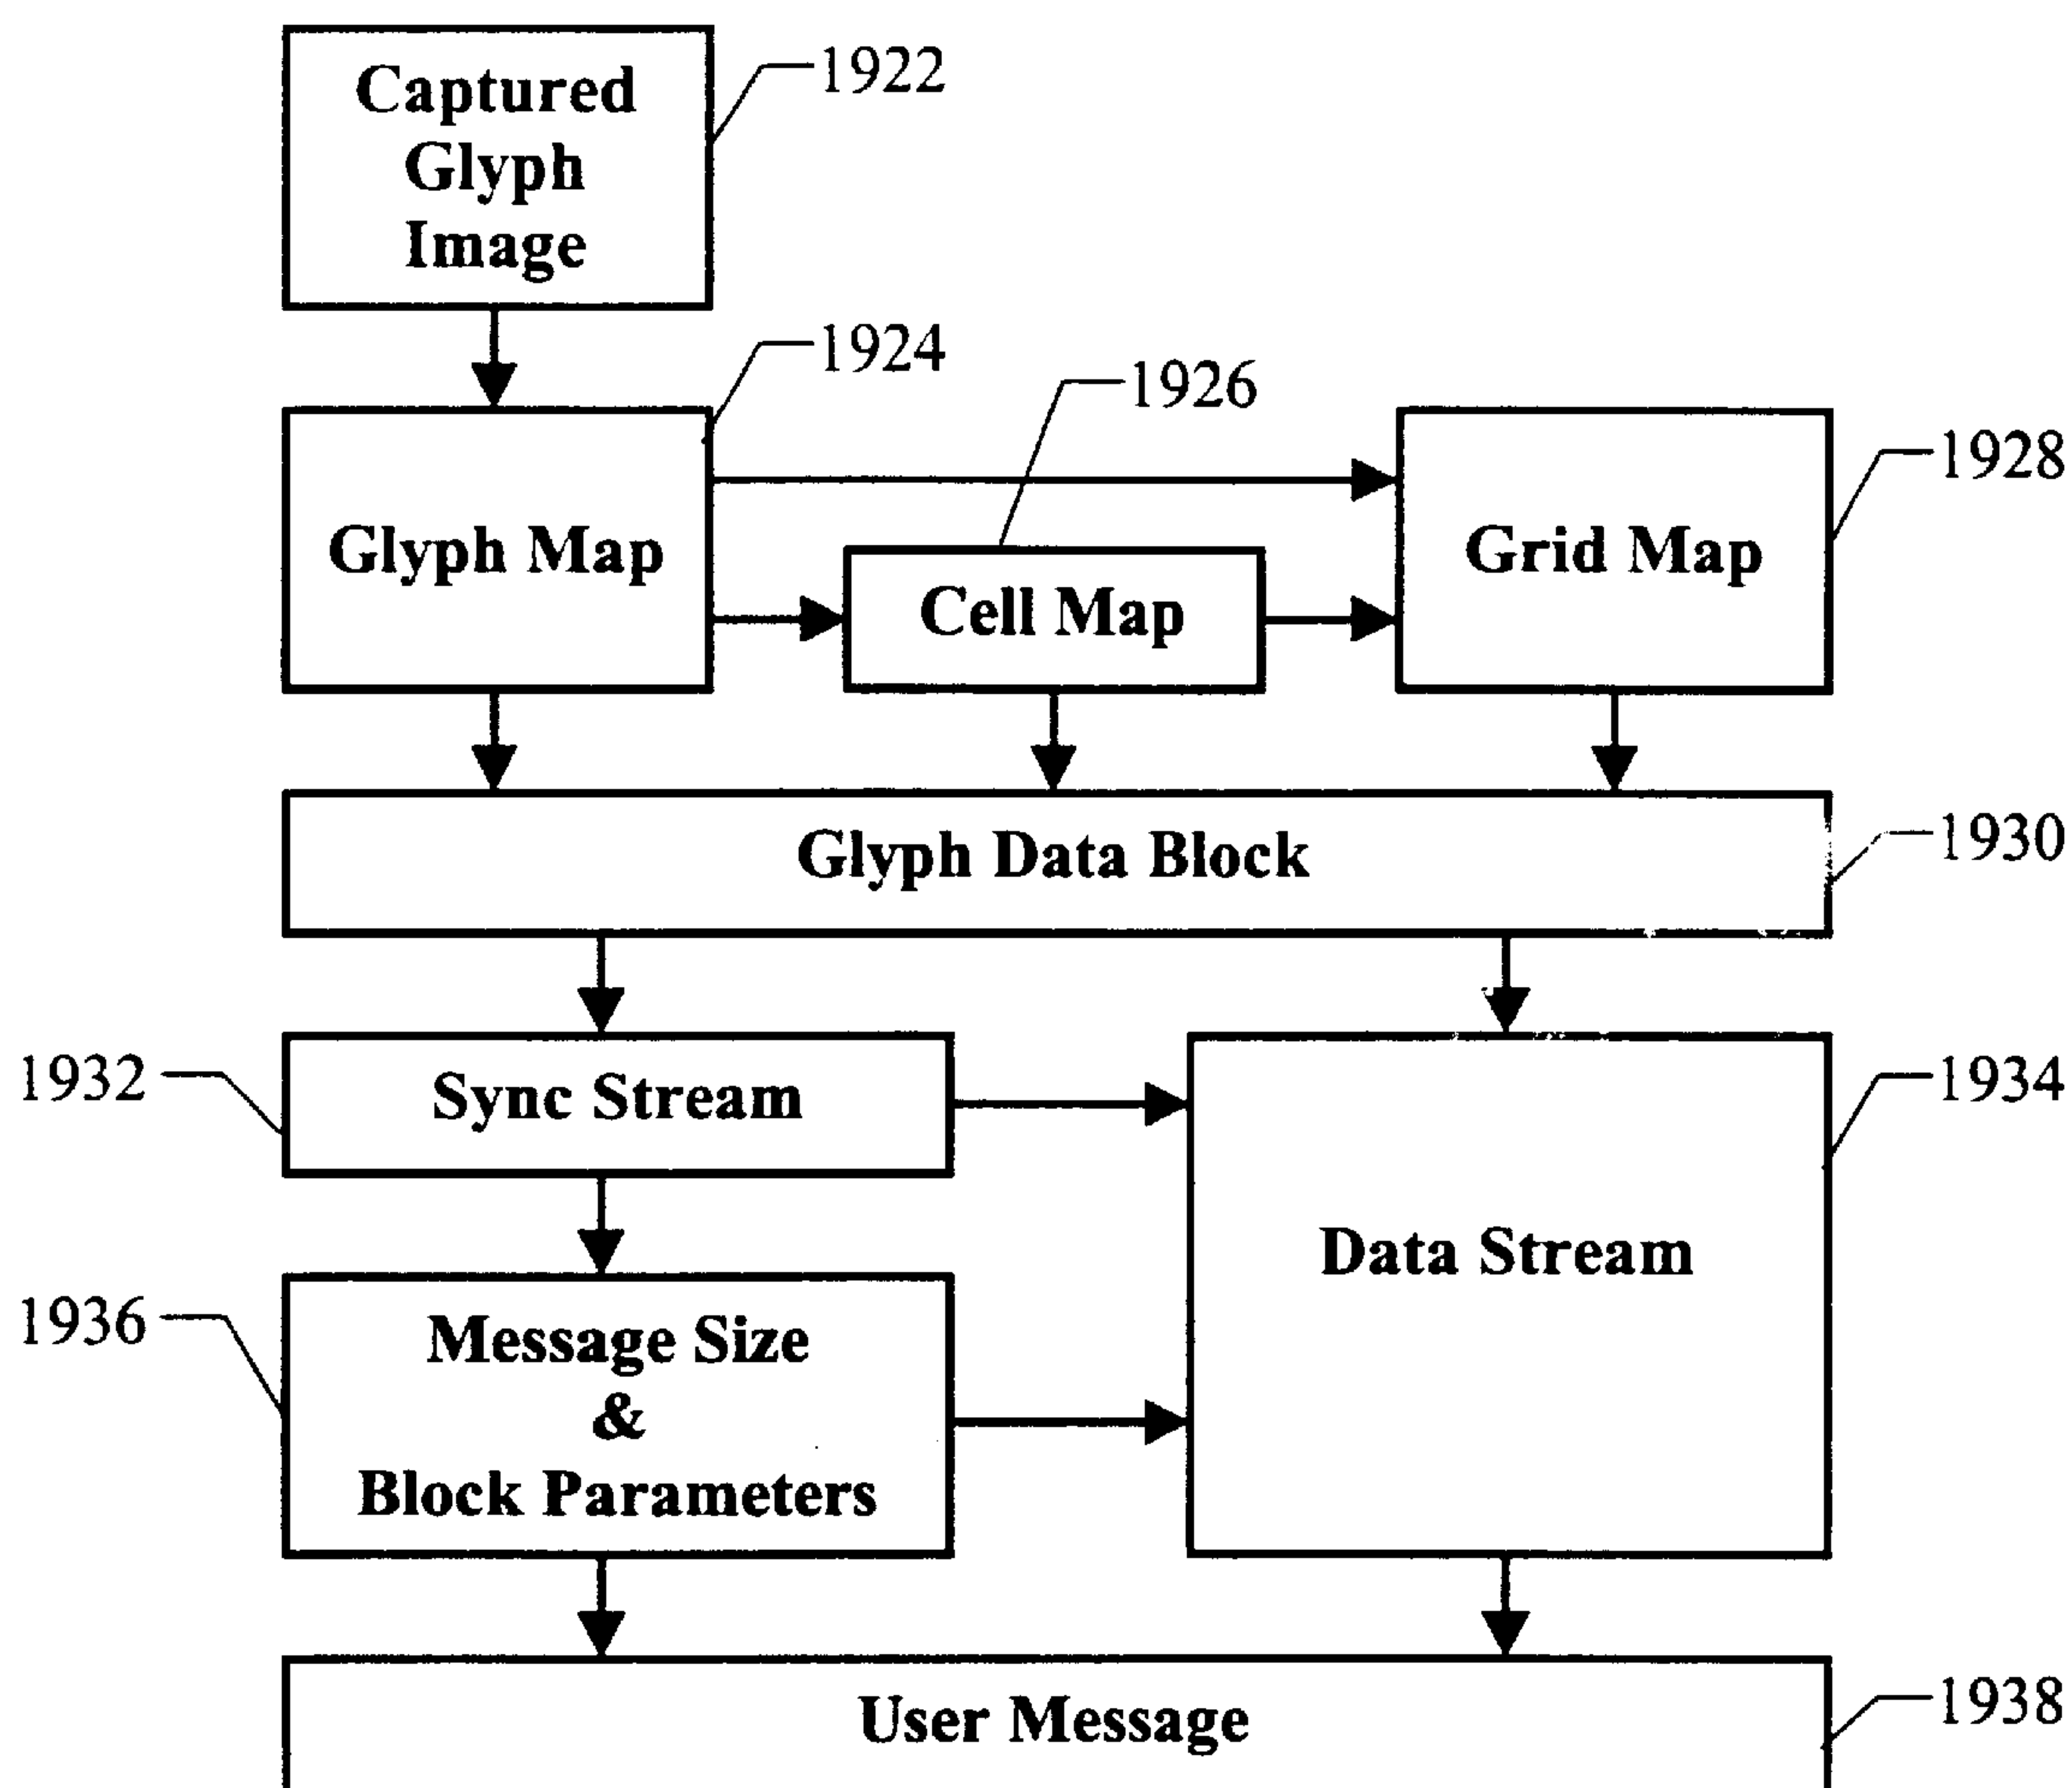 Captured
Glyph
Image
1922
1924
1926
1928
Glyph Map
Cell Map
Grid Map
Glyph Data Block
1930
1932
Sync Stream
1934
Data Stream
1936
Message Size
&
Block Parameters
User Message
1938